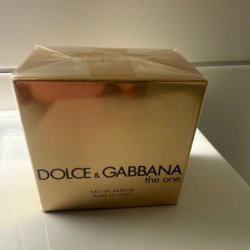 DOLCE & GABBANA
the one
EAU DE PARFUM
MADE IN ITALY